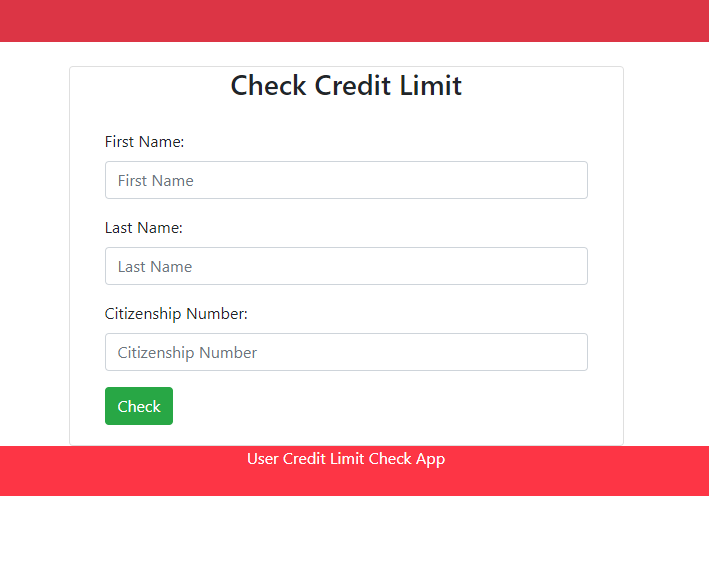 Check Credit Limit
First Name:
First Name
Last Name:
Last Name
Citizenship Number:
Citizenship Number
Check
User Credit Limit Check App